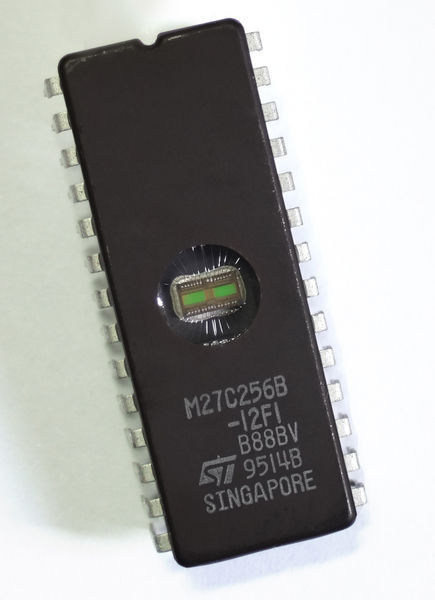 M27C256B
-12F1
B88BV
ST 9514B
SINGAPORE